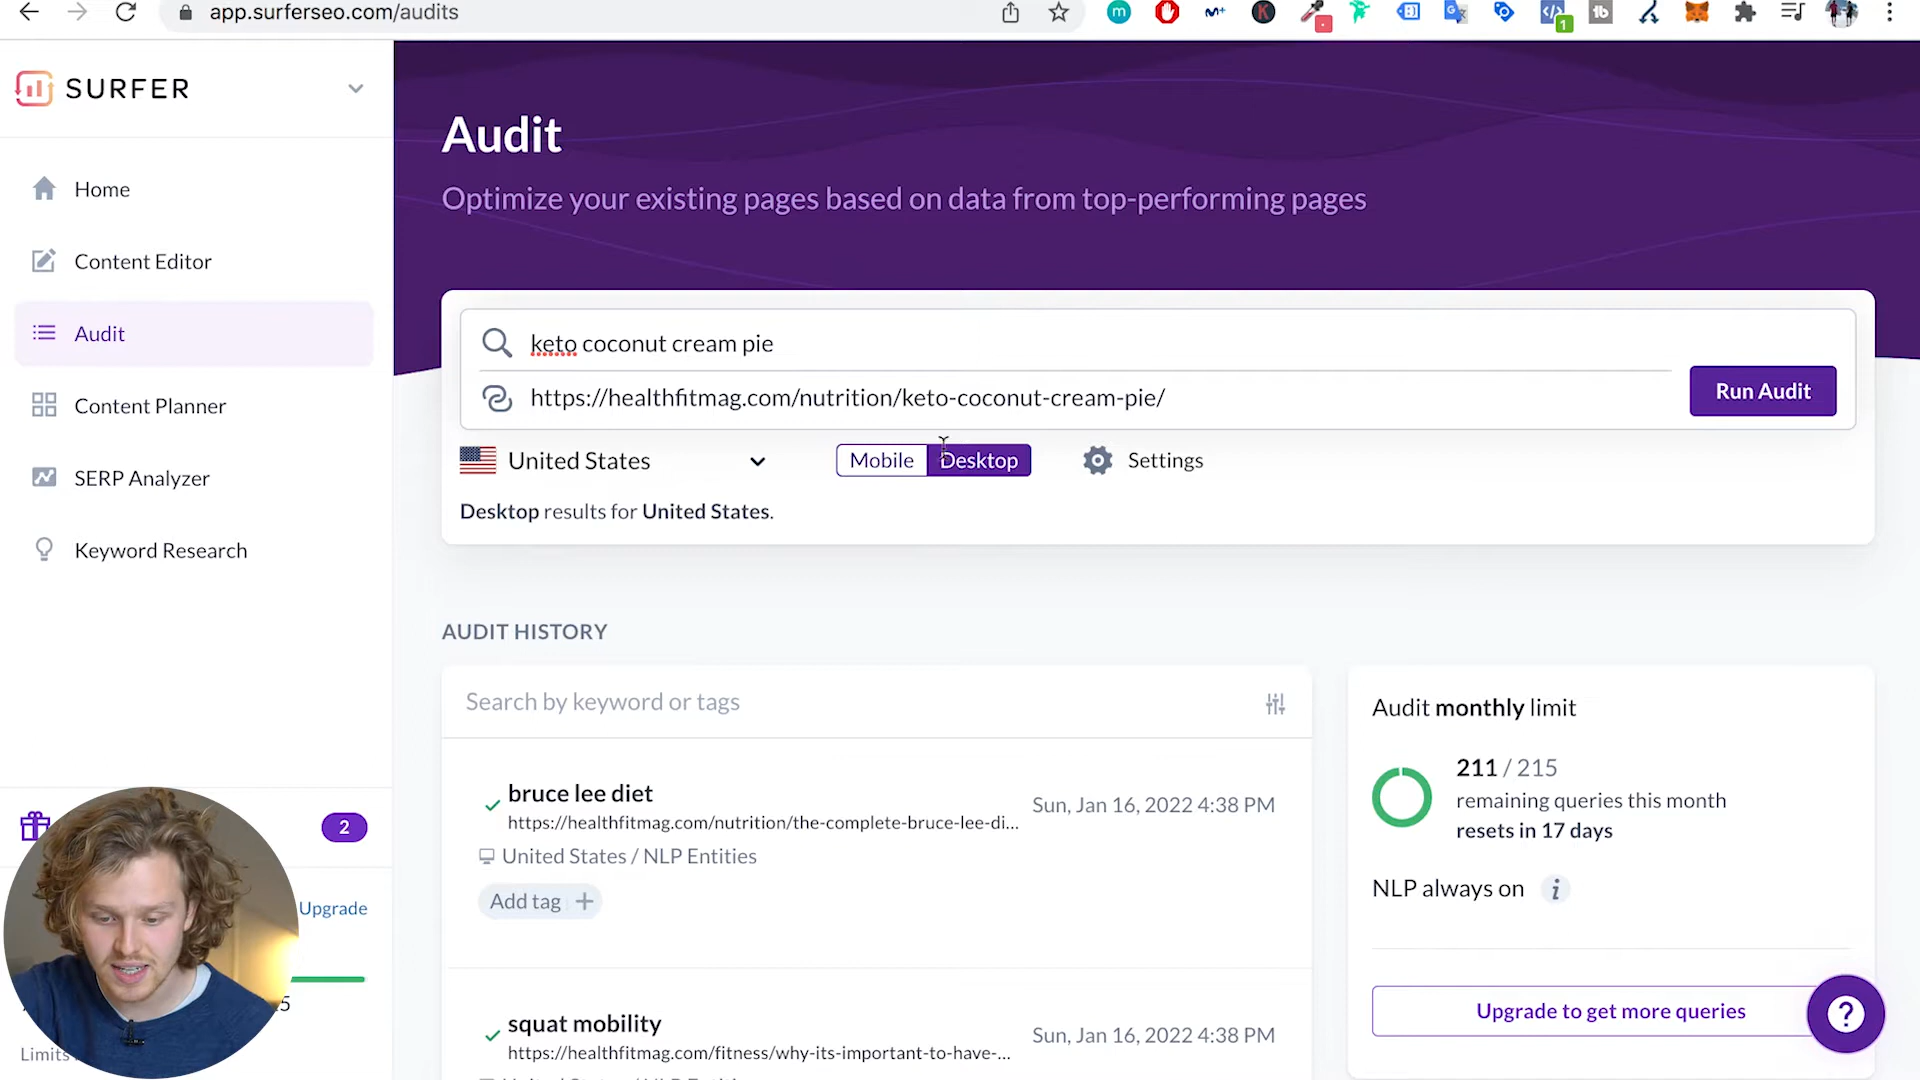 app.surferseo.com/audits
SURFER
Home
Content Editor
Audit
Content Planner
SERP Analyzer
Keyword Research
2
Upgrade
5
Limits
Audit
Optimize your existing pages based on data from top-performing pages
keto coconut cream pie
https://healthfitmag.com/nutrition/keto-coconut-cream-pie/
Run Audit
United States
Mobile
Desktop
Settings
Desktop results for United States.
AUDIT HISTORY
Search by keyword or tags
bruce lee diet
https://healthfitmag.com/nutrition/the-complete-bruce-lee-di...
Sun, Jan 16, 2022 4:38 PM
United States / NLP Entities
Add tag +
squat mobility
https://healthfitmag.com/fitness/why-its-important-to-have-...
Sun, Jan 16, 2022 4:38 PM
Audit monthly limit
211 / 215
remaining queries this month
resets in 17 days
NLP always on
Upgrade to get more queries